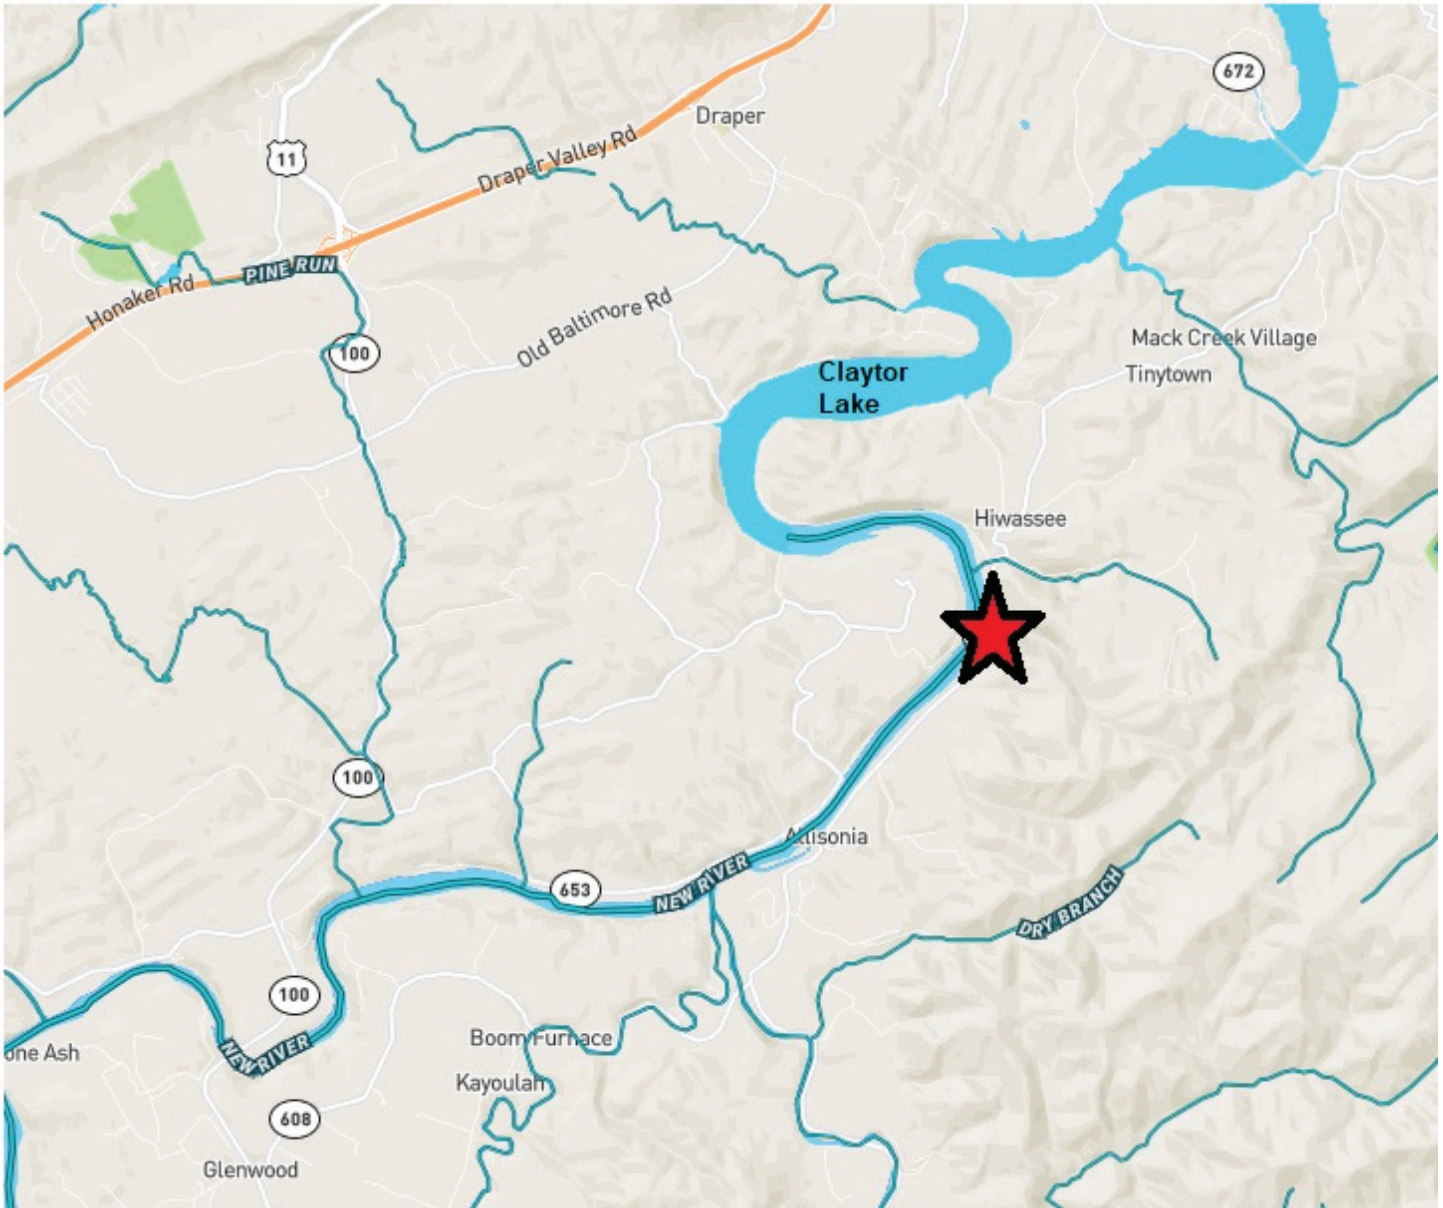 672
Draper
11
Draper Valley Rd
PINE RUN
Honaker Rd
Old Baltimore Rd
100
Mack Creek Village
Tinytown
Claytor
Lake
Hiwassee
100
Allisonia
653
NEW RIVER
DRY BRANCH
100
Boom Furnace
one Ash
NEW RIVER
Kayoulah
608
Glenwood